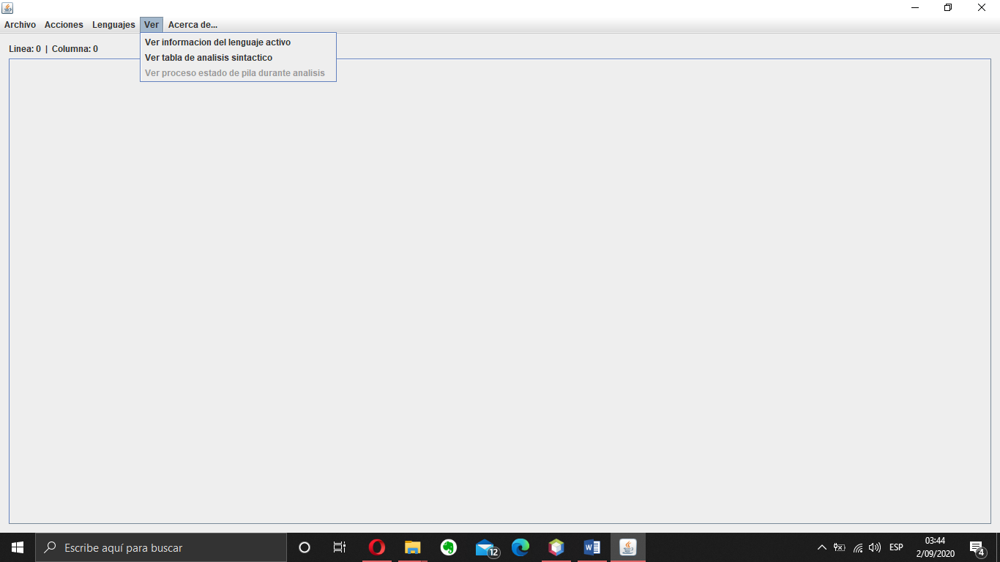 Archivo Acciones Lenguajes Ver Acerca de...
Ver informacion del lenguaje activo
Linea: 0 | Columna: 0
Ver tabla de analisis sintactico
Ver proceso estado de pila durante analisis
Escribe aquí para buscar
12
W
ESP
03:44
2/09/2020
4